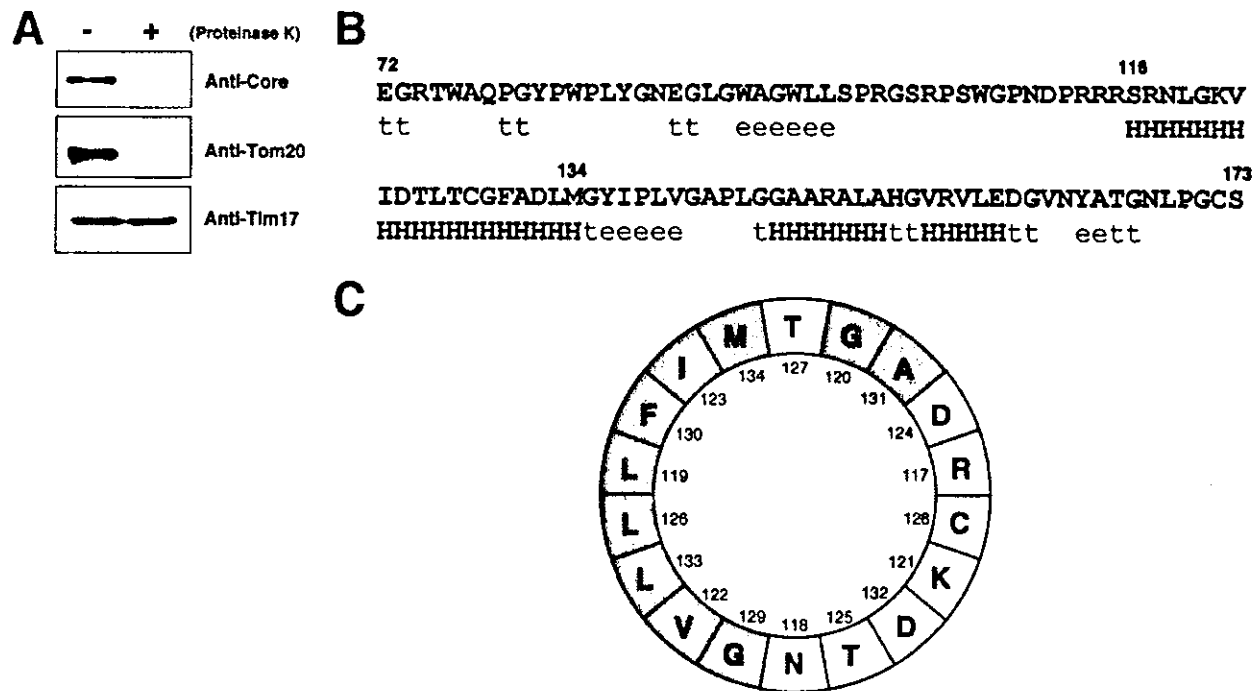 A
- + (Proteinase K)
Anti-Core
Anti-Tom20
Anti-Tim17
B
72 116
EGRTWAQPGYPWPLYGNEGLGWAGWLLSPRGSRPSWGPNDPRRRSRNLGKV
tt tt tt eeeeee HHHHHHH
134 173
IDTLTCGFADLMGYIPLVGAPLGGAARALAHGVRVLEDGVNYATGNLPGCS
HHHHHHHHHHHHteeeee tHHHHHHHttHHHHHtt eett
C
T G A D R C K D T N G V L L L F I M
127 120 131 124 117 128 121 132 125 118 129 122 133 126 119 130 123 134